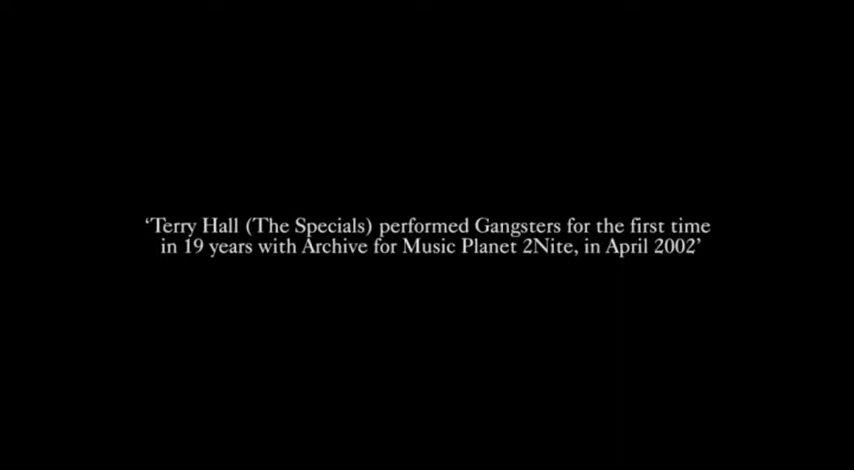 ‘Terry Hall (The Specials) performed Gangsters for the first time
in 19 years with Archive for Music Planet 2Nite, in April 2002’